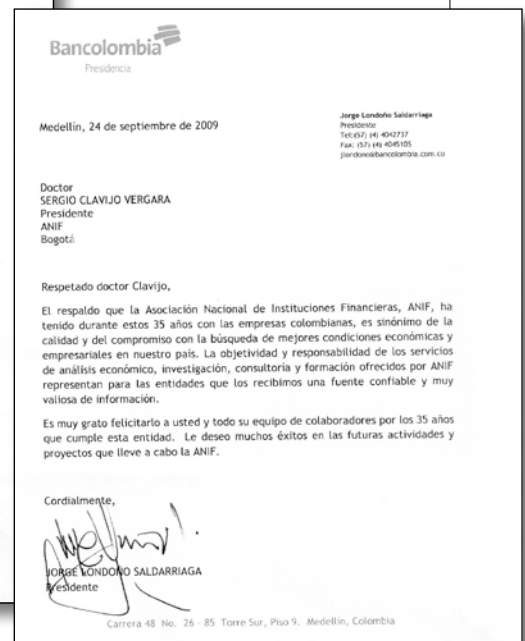 Bancolombia
Presidencia
Medellín, 24 de septiembre de 2009
Jorge Londoño Saldarriaga
Presidente
Tel:(57) (4) 4042737
Fax: (57) (4) 4045105
jlondono@bancolombia.com.co
Doctor
SERGIO CLAVIJO VERGARA
Presidente
ANIF
Bogotá
Respetado doctor Clavijo,
El respaldo que la Asociación Nacional de Instituciones Financieras, ANIF, ha
tenido durante estos 35 años con las empresas colombianas, es sinónimo de la
calidad y del compromiso con la búsqueda de mejores condiciones económicas y
empresariales en nuestro país. La objetividad y responsabilidad de los servicios
de análisis económico, investigación, consultoría y formación ofrecidos por ANIF
representan para las entidades que los recibimos una fuente confiable y muy
valiosa de información.
Es muy grato felicitarlo a usted y todo su equipo de colaboradores por los 35 años
que cumple esta entidad. Le deseo muchos éxitos en las futuras actividades y
proyectos que lleve a cabo la ANIF.
Cordialmente,
JORGE LONDOÑO SALDARRIAGA
Presidente
Carrera 48 No. 26 - 85 Torre Sur, Piso 9. Medellín, Colombia